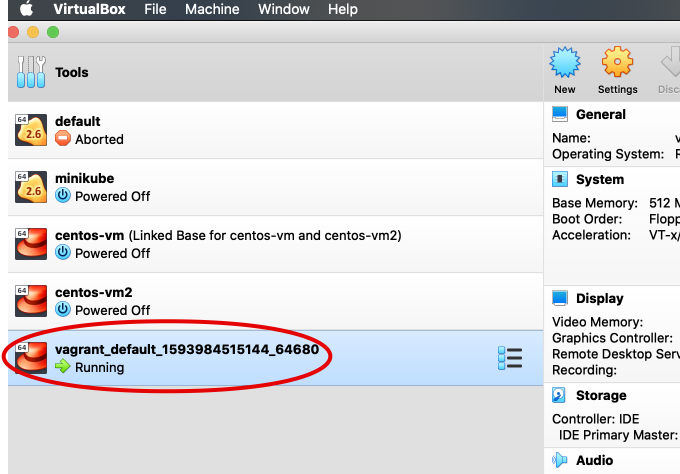 VirtualBox File Machine Window Help
Tools
New Settings
64
2.6
default
Aborted
64
2.6
minikube
Powered Off
64
centos-vm (Linked Base for centos-vm and centos-vm2)
Powered Off
64
centos-vm2
Powered Off
64
vagrant_default_1593984515144_64680
Running
General
Name:
Operating System:
System
Base Memory: 512 M
Boot Order: Flopp
Acceleration: VT-x/
Display
Video Memory:
Graphics Controller:
Remote Desktop Serv
Recording:
Storage
Controller: IDE
IDE Primary Master:
Audio